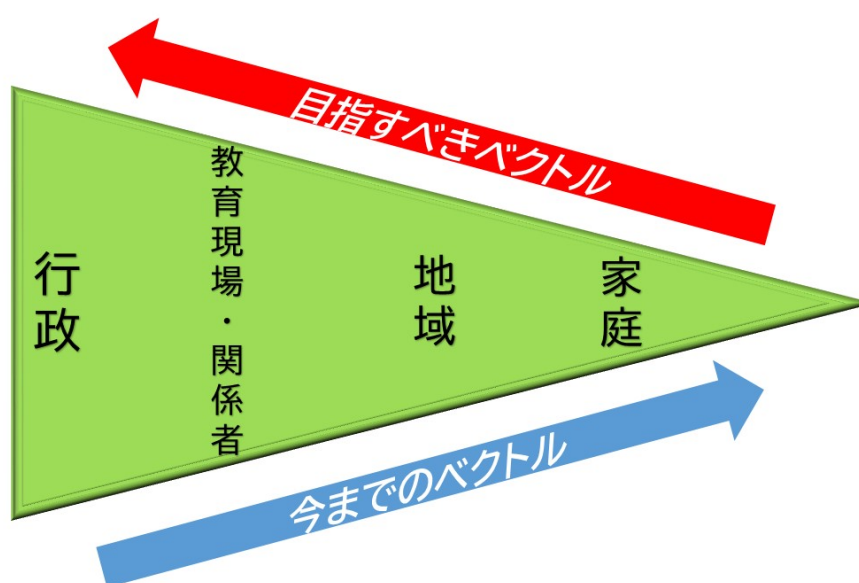 目指すべきベクトル
行政
教育現場・関係者
地域
家庭
今までのベクトル